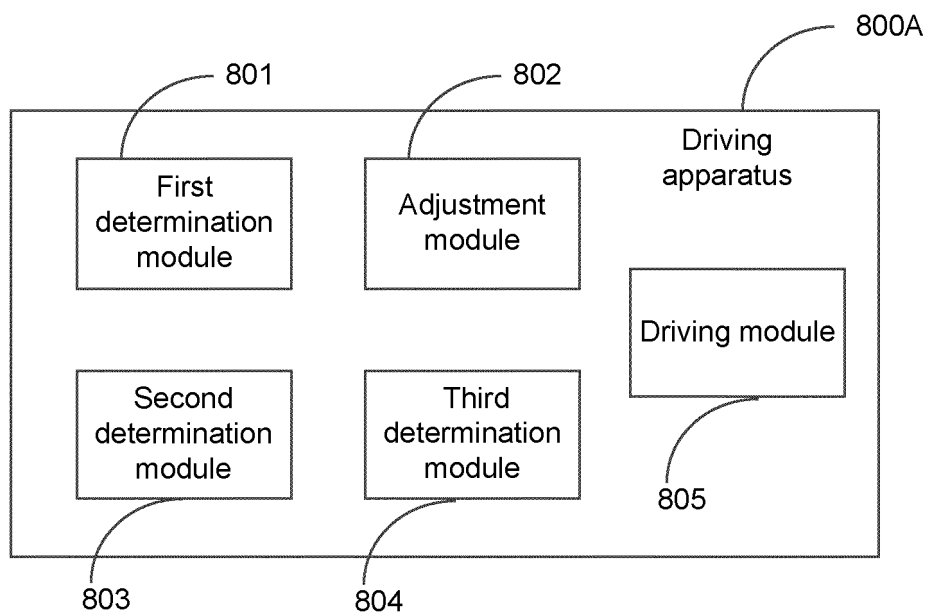 800A
801
802
Driving
apparatus
First
determination
module
Adjustment
module
Driving module
Second
determination
module
Third
determination
module
805
803
804